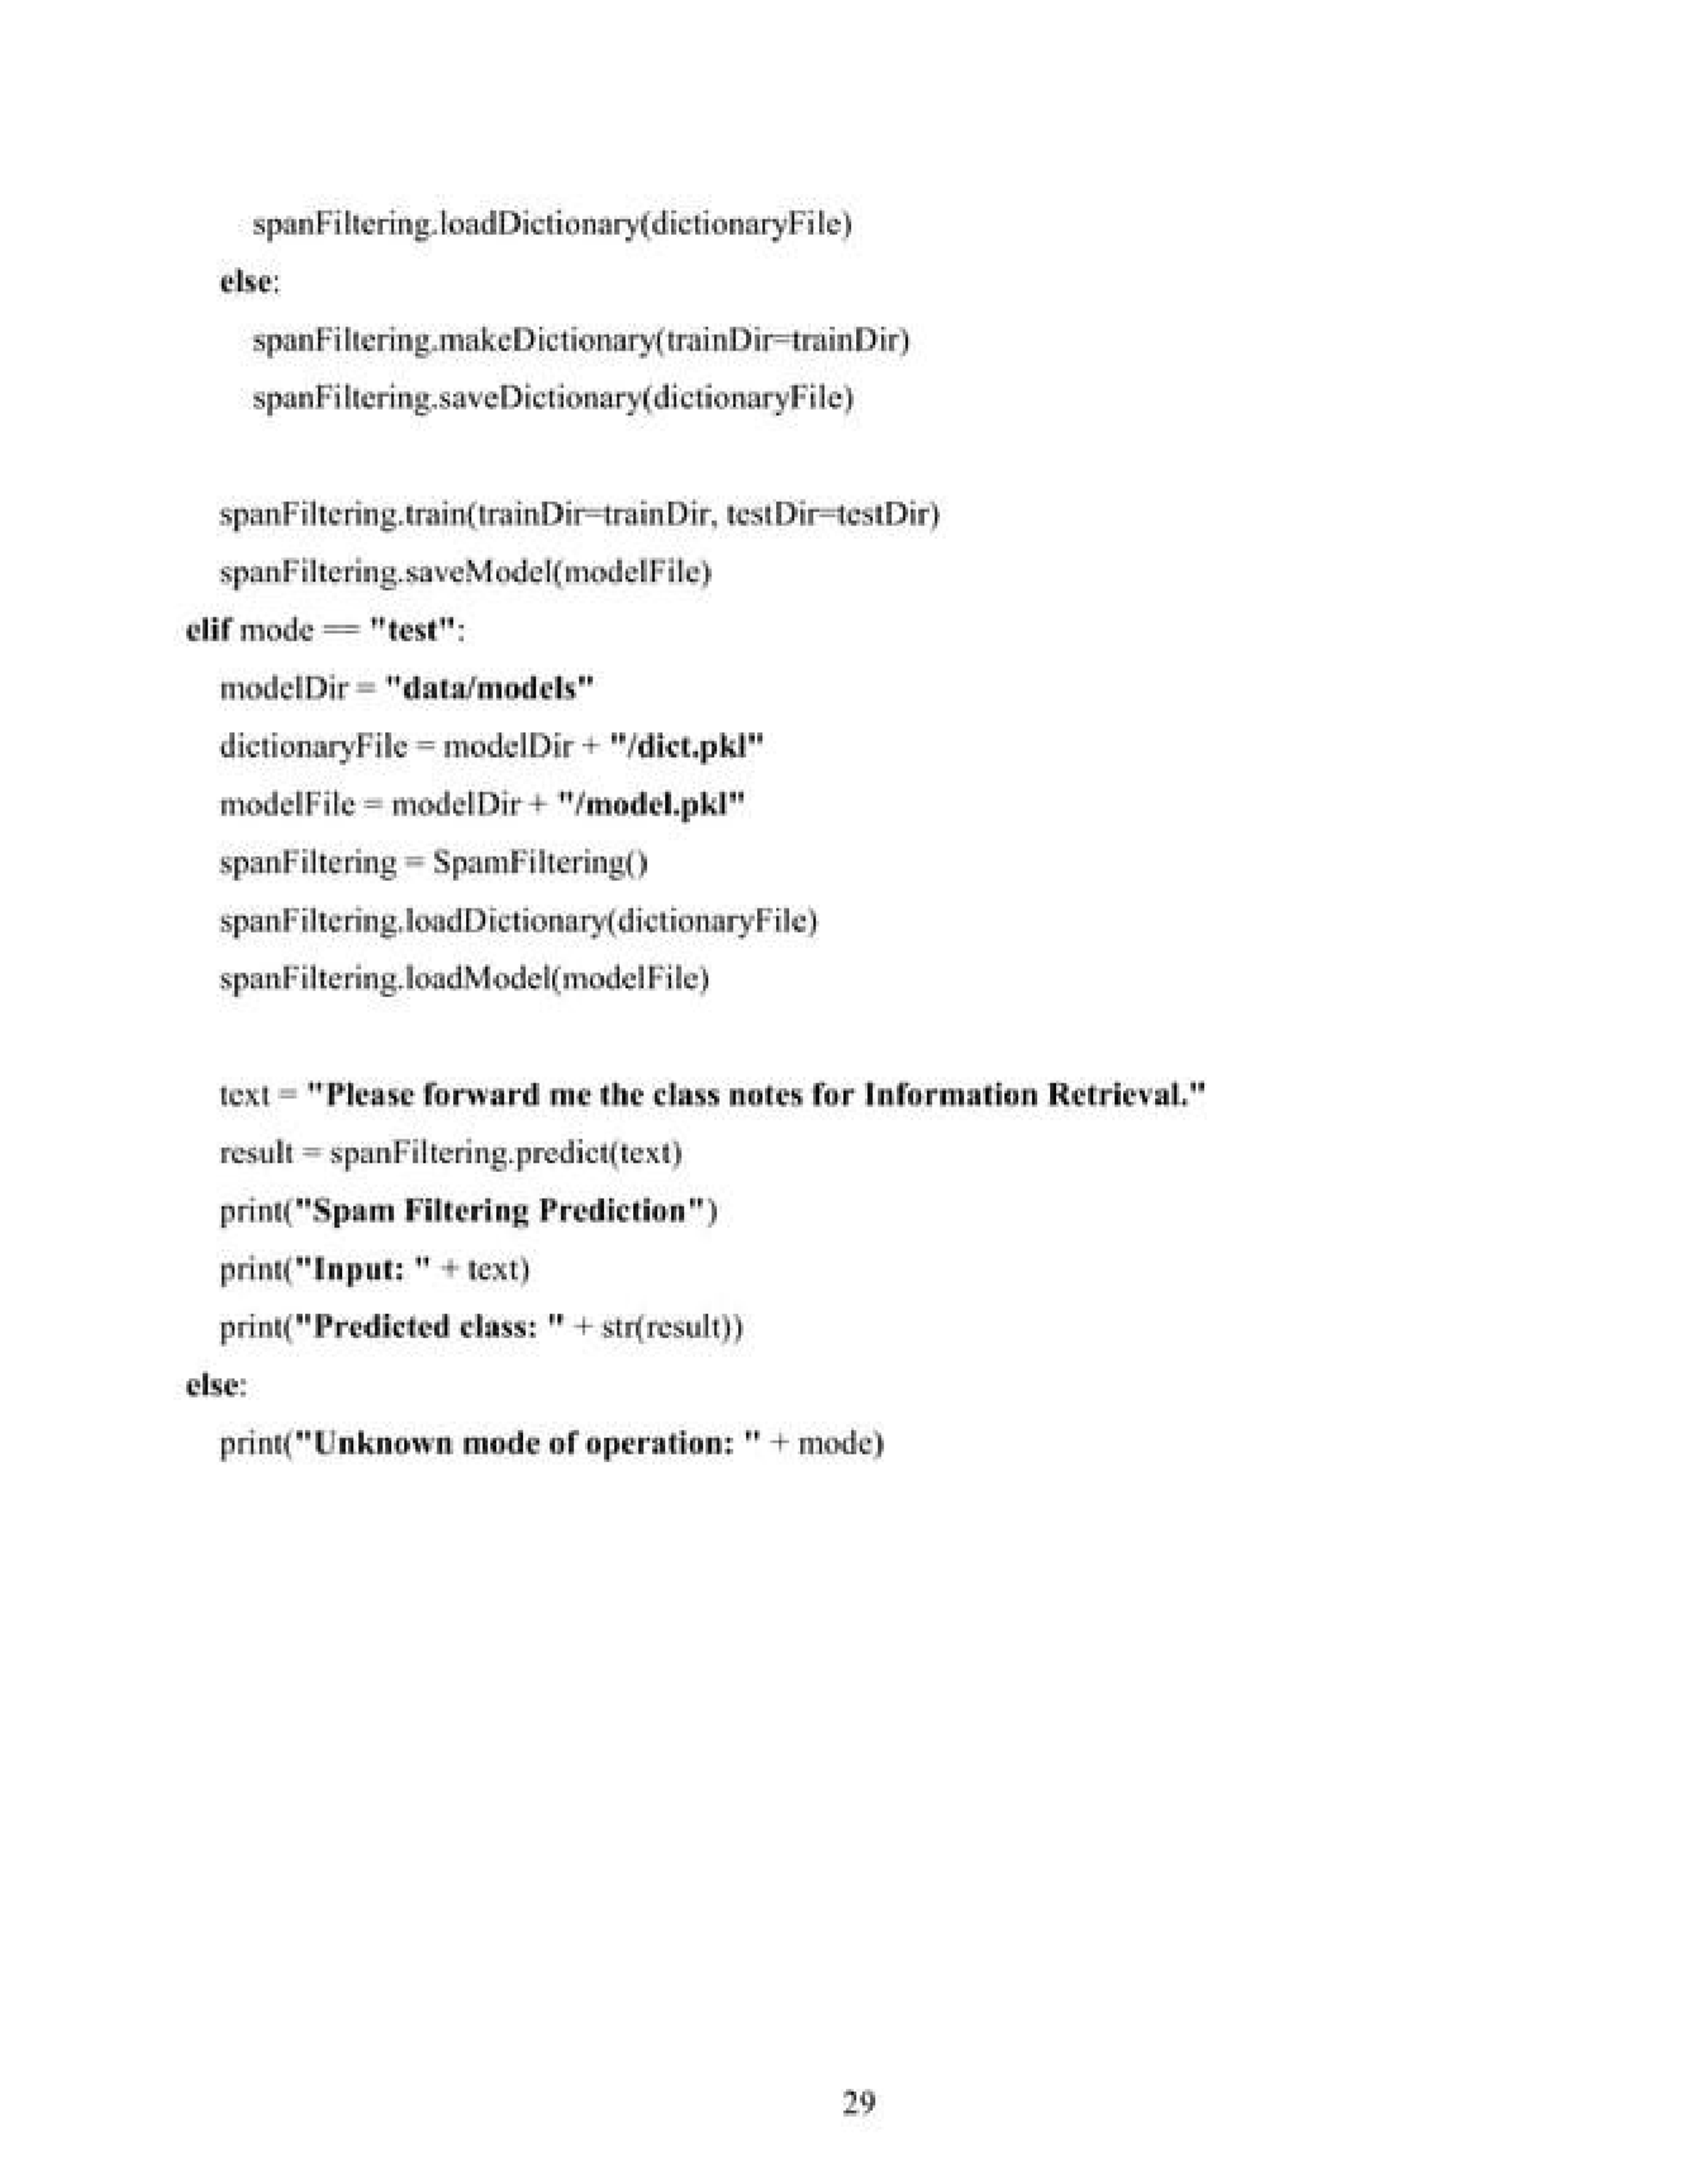 spanFiltering.loadDictionary(dictionaryFile)
else:
spanFiltering.makeDictionary(trainDir=trainDir)
spanFiltering.saveDictionary(dictionaryFile)
spanFiltering.train(trainDir=trainDir, testDir=testDir)
spanFiltering.saveModel(modelFile)
elif mode == "test":
modelDir = "data/models"
dictionaryFile = modelDir + "/dict.pkl"
modelFile = modelDir + "/model.pkl"
spanFiltering = SpamFiltering()
spanFiltering.loadDictionary(dictionaryFile)
spanFiltering.loadModel(modelFile)
text = "Please forward me the class notes for Information Retrieval."
result = spanFiltering.predict(text)
print("Spam Filtering Prediction")
print("Input: " + text)
print("Predicted class: " + str(result))
else:
print("Unknown mode of operation: " + mode)
29